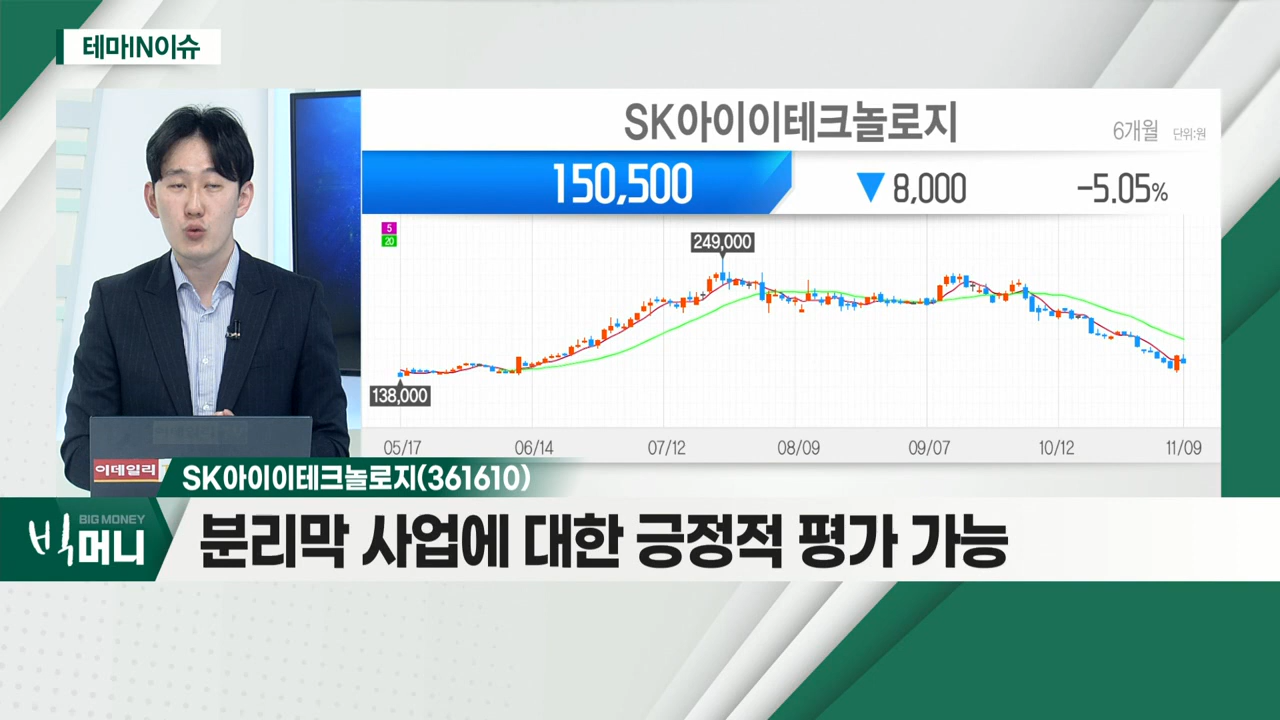 테마IN이슈
SK아이이테크놀로지
6개월 단위:원
150,500 ▼ 8,000 -5.05%
5
20
249,000
138,000
05/17 06/14 07/12 08/09 09/07 10/12 11/09
이데일리
SK아이이테크놀로지(361610)
BIG MONEY
빅머니
분리막 사업에 대한 긍정적 평가 가능